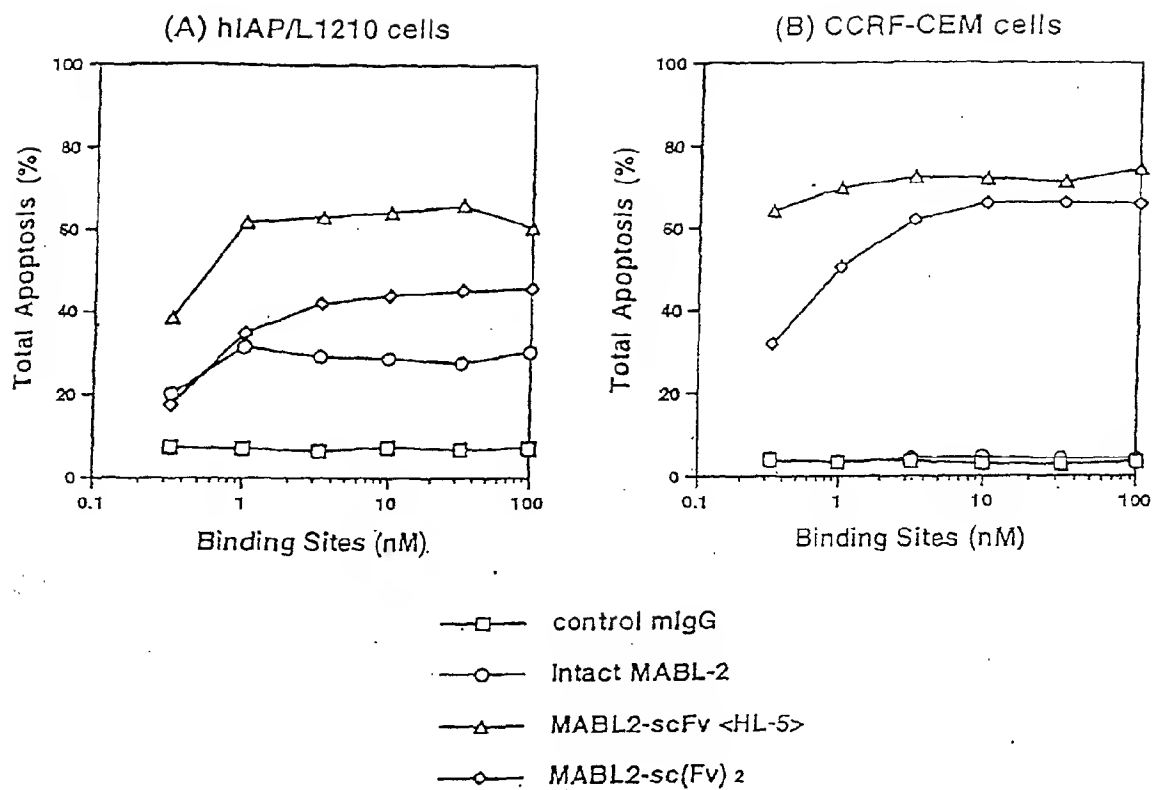 (A) hIAP/L1210 cells
(B) CCRF-CEM cells
Total Apoptosis (%)
100
80
60
40
20
0
0.1
1
10
100
Binding Sites (nM)
Total Apoptosis (%)
100
80
60
40
20
0
0.1
1
10
100
Binding Sites (nM)
control mIgG
Intact MABL-2
MABL2-scFv <HL-5>
MABL2-sc(Fv) 2